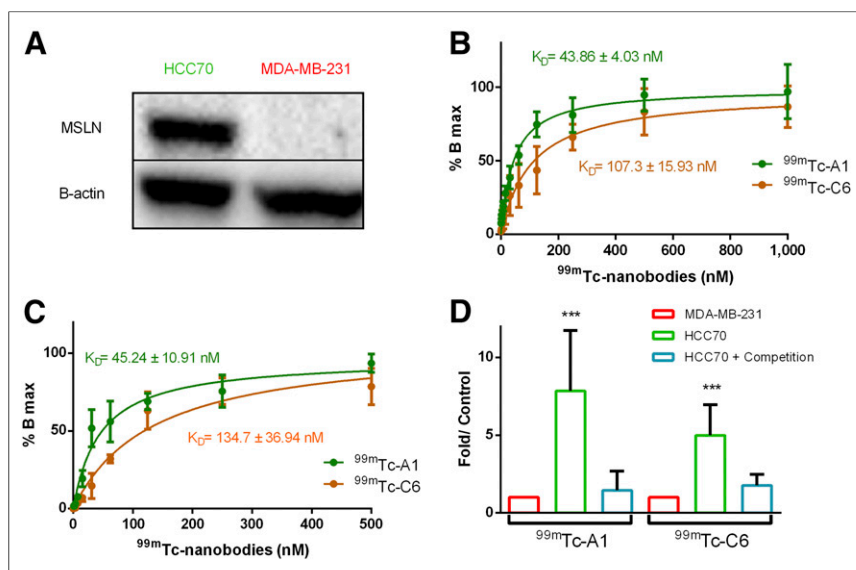 A
HCC70 MDA-MB-231
MSLN
B-actin
B
K_D= 43.86 ± 4.03 nM
100
% B max
50
K_D= 107.3 ± 15.93 nM
99mTc-A1
99mTc-C6
0
0 200 400 600 800 1,000
99mTc-nanobodies (nM)
C
K_D= 45.24 ± 10.91 nM
100
% B max
50
K_D= 134.7 ± 36.94 nM
99mTc-A1
99mTc-C6
0
0 100 200 300 400 500
99mTc-nanobodies (nM)
D
MDA-MB-231
HCC70
HCC70 + Competition
***
***
10
Fold/ Control
5
0
99mTc-A1 99mTc-C6